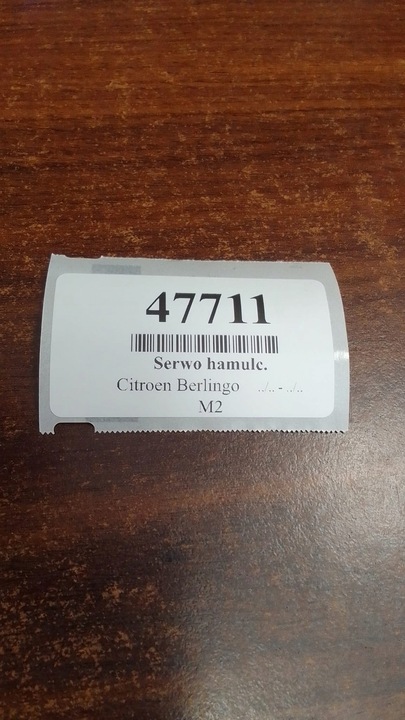 47711
Serwo hamulc.
Citroen Berlingo ../.. - ../..
M2